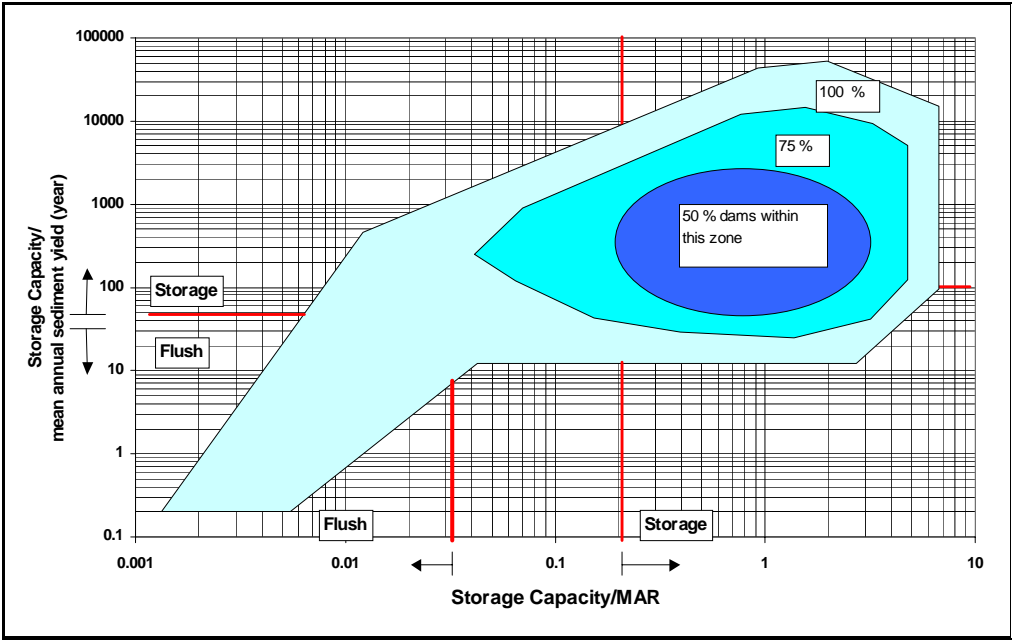 100000
10000
1000
100
10
1
0.1
Storage Capacity/
mean annual sediment yield (year)
100 %
75 %
50 % dams within
this zone
Storage
Flush
Flush
Storage
0.001
0.01
0.1
1
10
Storage Capacity/MAR